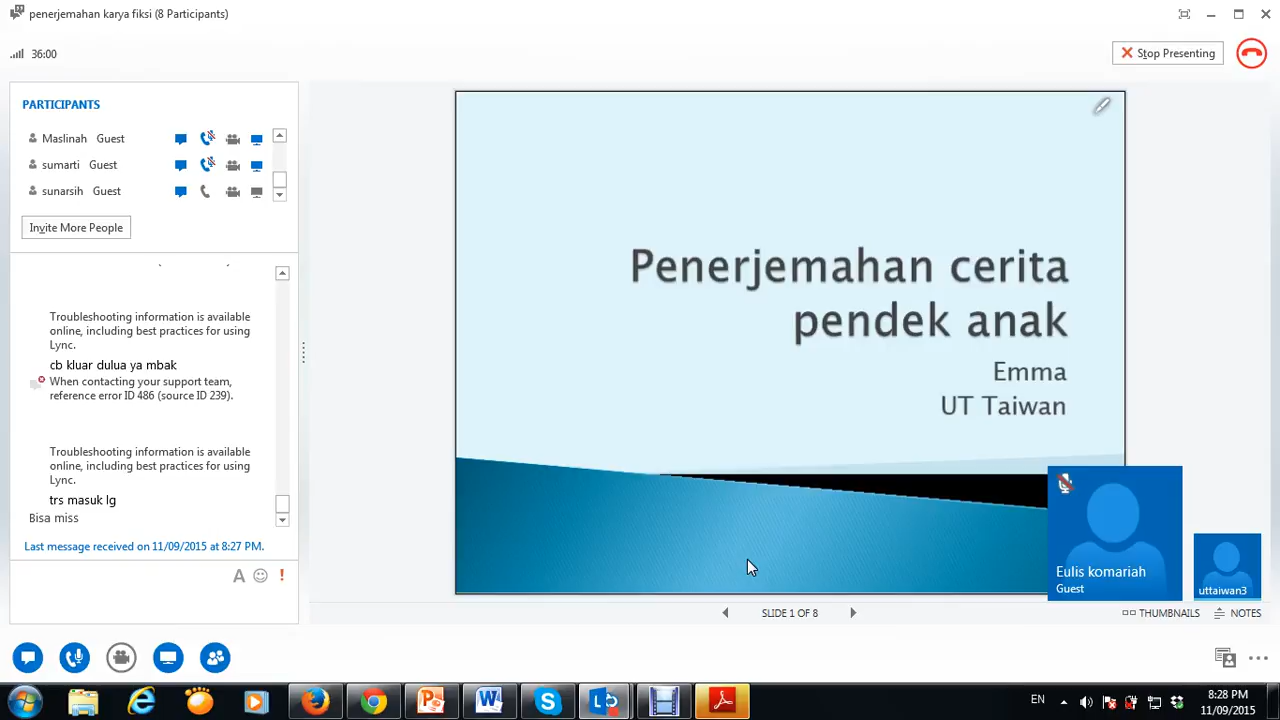 penerjemahan karya fiksi (8 Participants)
36:00
Stop Presenting
PARTICIPANTS
Maslinah Guest
sumarti Guest
sunarsih Guest
Invite More People
Troubleshooting information is available
online, including best practices for using
Lync.
cb kluar dulua ya mbak
When contacting your support team,
reference error ID 486 (source ID 239).
Troubleshooting information is available
online, including best practices for using
Lync.
trs masuk lg
Bisa miss
Last message received on 11/09/2015 at 8:27 PM.
A
!
Penerjemahan cerita
pendek anak
Emma
UT Taiwan
Eulis komariah
Guest
uttaiwan3
SLIDE 1 OF 8
THUMBNAILS
NOTES
EN
8:28 PM
11/09/2015